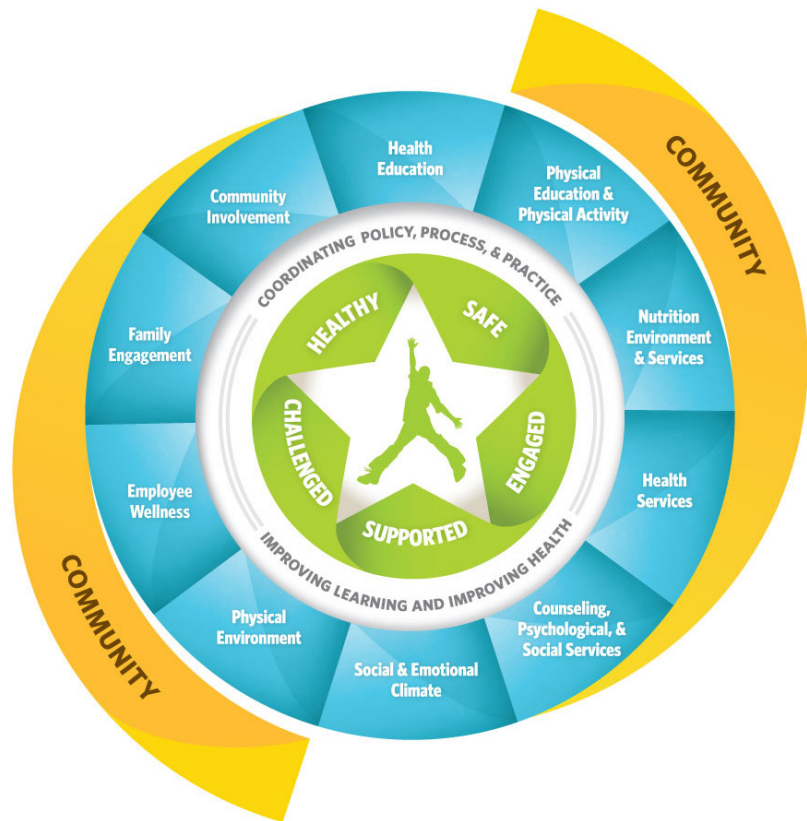 COMMUNITY
Health
Education
Physical
Education &
Physical Activity
Nutrition
Environment
& Services
Health
Services
Counseling,
Psychological, &
Social Services
Social & Emotional
Climate
Physical
Environment
Employee
Wellness
Family
Engagement
Community
Involvement
COORDINATING POLICY, PROCESS, & PRACTICE
IMPROVING LEARNING AND IMPROVING HEALTH
HEALTHY
SAFE
ENGAGED
SUPPORTED
CHALLENGED
COMMUNITY